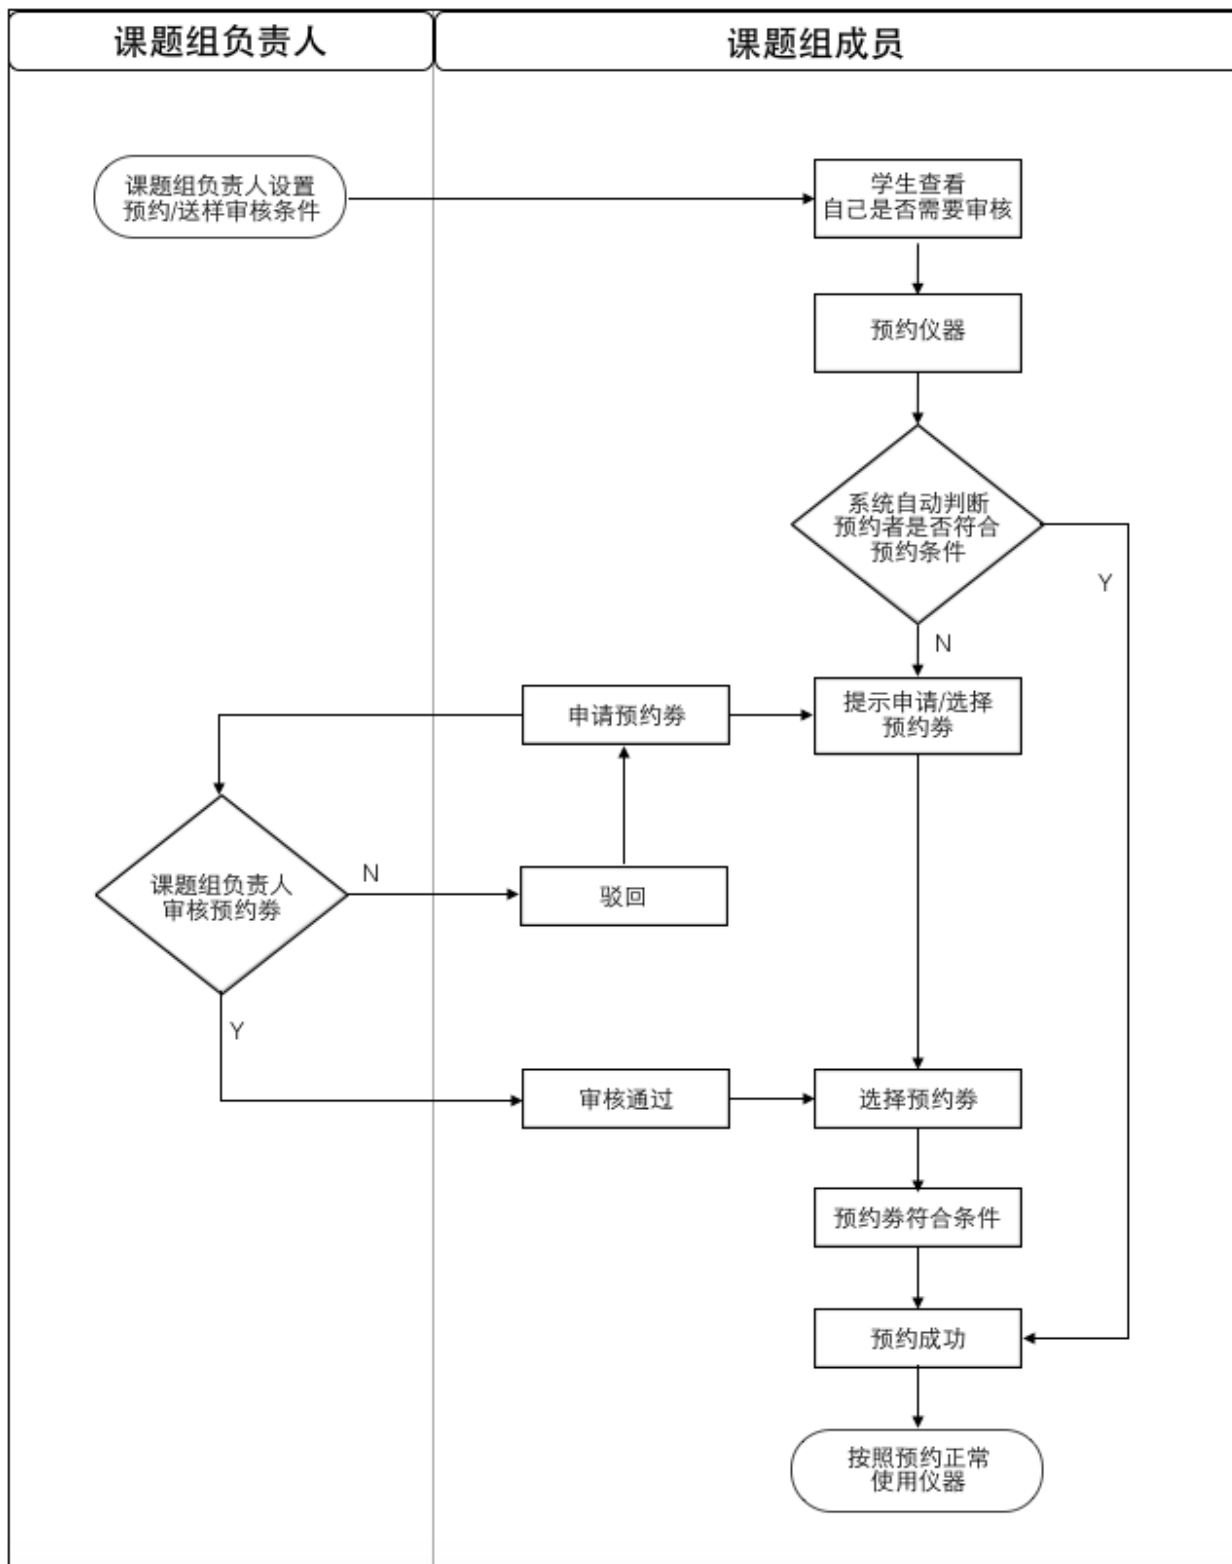 课题组负责人
课题组成员
课题组负责人设置
预约/送样审核条件
学生查看
自己是否需要审核
预约仪器
系统自动判断
预约者是否符合
预约条件
Y
N
申请预约劵
提示申请/选择
预约劵
课题组负责人
审核预约劵
N
驳回
Y
审核通过
选择预约劵
预约劵符合条件
预约成功
按照预约正常
使用仪器